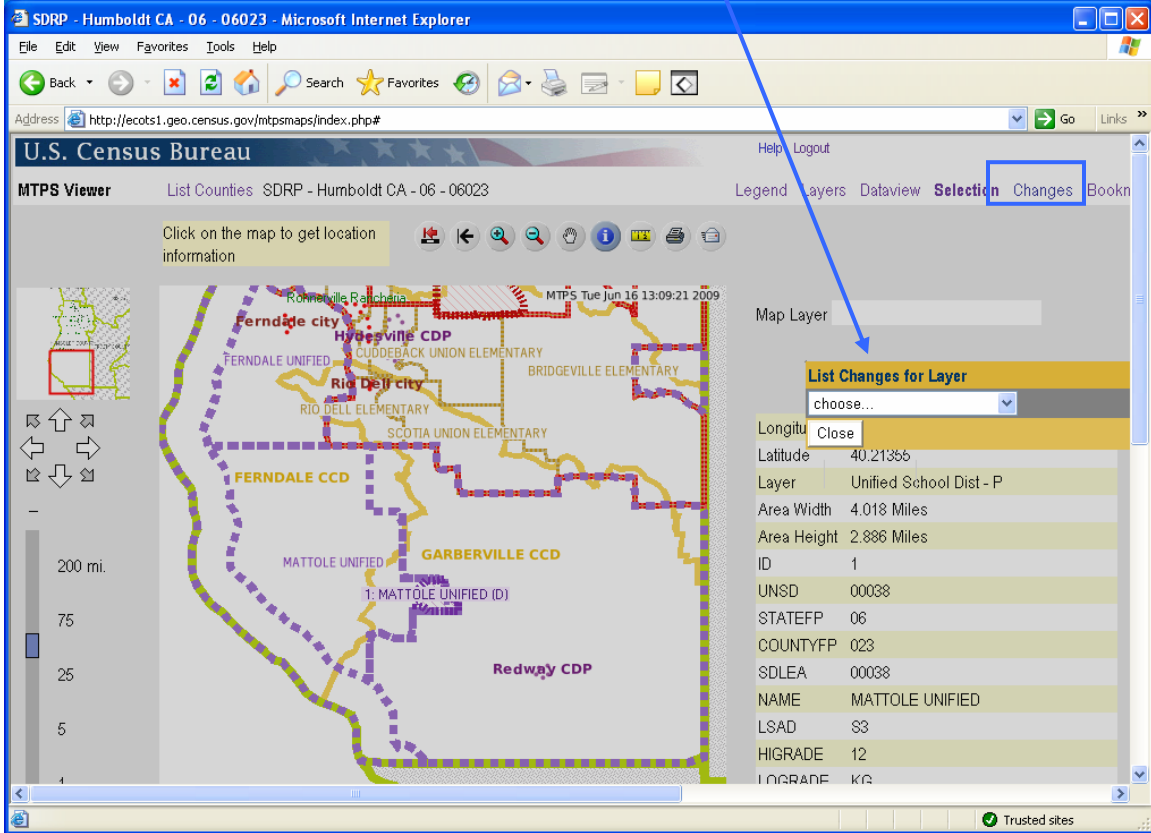 SDRP - Humboldt CA - 06 - 06023 - Microsoft Internet Explorer
File Edit View Favorites Tools Help
Back Search Favorites
Address http://ecots1.geo.census.gov/mtpsmaps/index.php# Go Links »
U.S. Census Bureau Help Logout
MTPS Viewer List Counties SDRP - Humboldt CA - 06 - 06023 Legend Layers Dataview Selection Changes Bookn
Click on the map to get location
information
MTPS Tue Jun 16 13:09:21 2009
Rohnerville Rancheria
Ferndale city
Hydesville CDP
FERNDALE UNIFIED
CUDDEBACK UNION ELEMENTARY
BRIDGEVILLE ELEMENTARY
Rio Dell city
RIO DELL ELEMENTARY
SCOTIA UNION ELEMENTARY
FERNDALE CCD
GARBERVILLE CCD
MATTOLE UNIFIED
1: MATTOLE UNIFIED (D)
Redway CDP
200 mi.
75
25
5
1
Map Layer
List Changes for Layer
choose...
Close
Longitu
Latitude 40.21355
Layer Unified School Dist - P
Area Width 4.018 Miles
Area Height 2.886 Miles
ID 1
UNSD 00038
STATEFP 06
COUNTYFP 023
SDLEA 00038
NAME MATTOLE UNIFIED
LSAD S3
HIGRADE 12
LOGRADE KG
Trusted sites